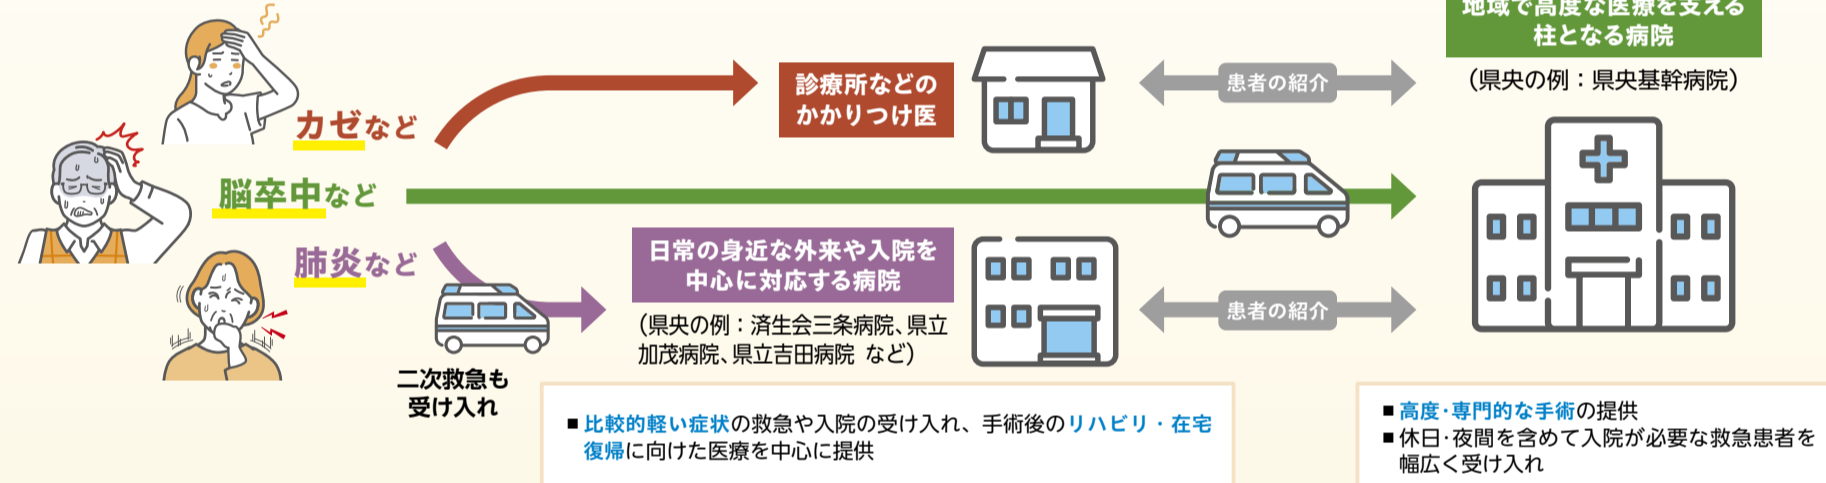 地域で高度な医療を支える
柱となる病院
（県央の例：県央基幹病院）
カゼなど
診療所などの
かかりつけ医
患者の紹介
脳卒中など
肺炎など
日常の身近な外来や入院を
中心に対応する病院
（県央の例：済生会三条病院、県立
加茂病院、県立吉田病院 など）
患者の紹介
二次救急も
受け入れ
■ 比較的軽い症状の救急や入院の受け入れ、手術後のリハビリ・在宅
復帰に向けた医療を中心に提供
■ 高度・専門的な手術の提供
■ 休日・夜間を含めて入院が必要な救急患者を
幅広く受け入れ